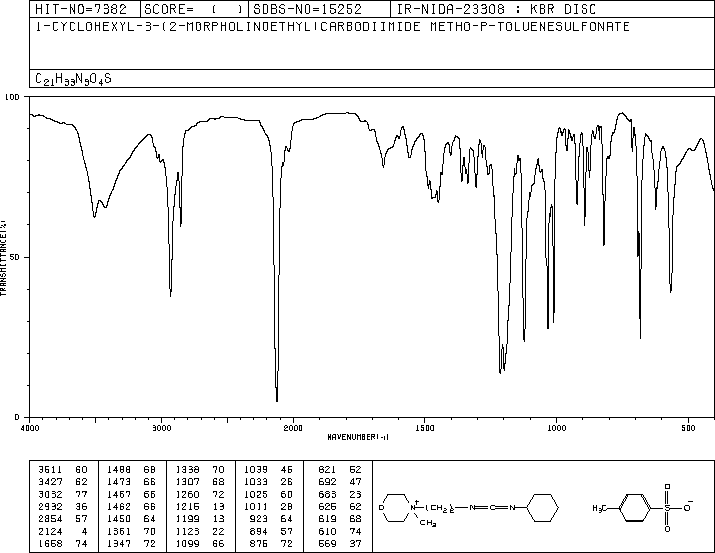 HIT-NO=7382 SCORE= ( ) SDBS-NO=15252 IR-NIDA-23308 : KBR DISC
1-CYCLOHEXYL-3-(2-MORPHOLINOETHYL)CARBODIIMIDE METHO-P-TOLUENESULFONATE
C21H33N3O4S
100
50
0
TRANSMITTANCE(%)
4000 3000 2000 1500 1000 500
WAVENUMBER(-1)
3511 60 1488 68 1338 70 1039 46 821 52
3427 62 1473 66 1307 68 1033 26 692 47
3032 77 1467 66 1260 72 1025 60 683 23
2932 36 1462 66 1215 13 1011 28 625 62
2854 57 1450 64 1199 13 923 64 619 68
2124 4 1361 70 1123 22 894 57 610 74
1658 74 1347 72 1099 66 876 72 569 37
O N + (CH2)2 N C N
CH3
H3C S O O O −